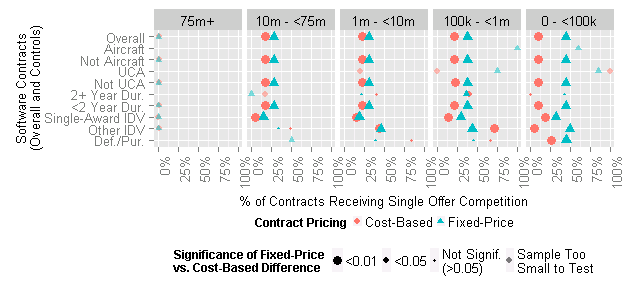 75m+ 10m - <75m 1m - <10m 100k - <1m 0 - <100k
Software Contracts
(Overall and Controls)
Overall
Aircraft
Not Aircraft
UCA
Not UCA
2+ Year Dur.
<2 Year Dur.
Single-Award IDV
Other IDV
Def./Pur.
0% 25% 50% 75% 100% 0% 25% 50% 75% 100% 0% 25% 50% 75% 100% 0% 25% 50% 75% 100% 0% 25% 50% 75% 100%
% of Contracts Receiving Single Offer Competition
Contract Pricing Cost-Based Fixed-Price
Significance of Fixed-Price
vs. Cost-Based Difference
<0.01
<0.05
Not Signif.
(>0.05)
Sample Too
Small to Test